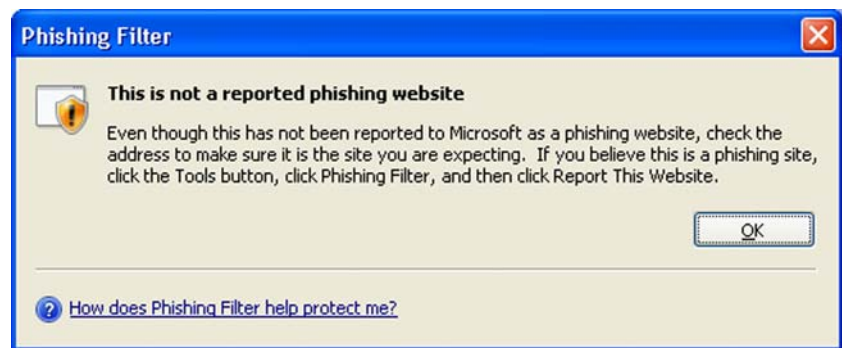 Phishing Filter
This is not a reported phishing website
Even though this has not been reported to Microsoft as a phishing website, check the
address to make sure it is the site you are expecting. If you believe this is a phishing site,
click the Tools button, click Phishing Filter, and then click Report This Website.
OK
How does Phishing Filter help protect me?